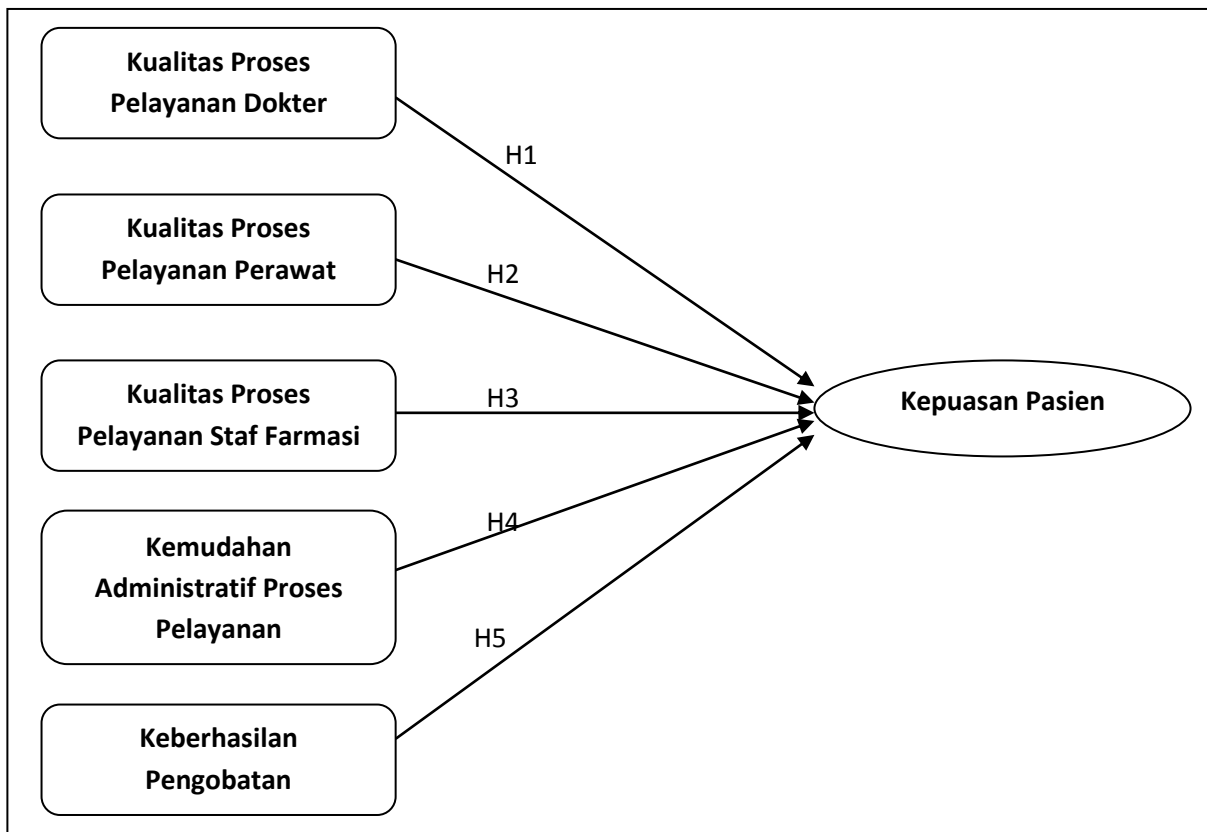 Kualitas Proses
Pelayanan Dokter
H1
Kualitas Proses
Pelayanan Perawat
H2
Kualitas Proses
Pelayanan Staf Farmasi
H3
Kepuasan Pasien
Kemudahan
Administratif Proses
Pelayanan
H4
Keberhasilan
Pengobatan
H5